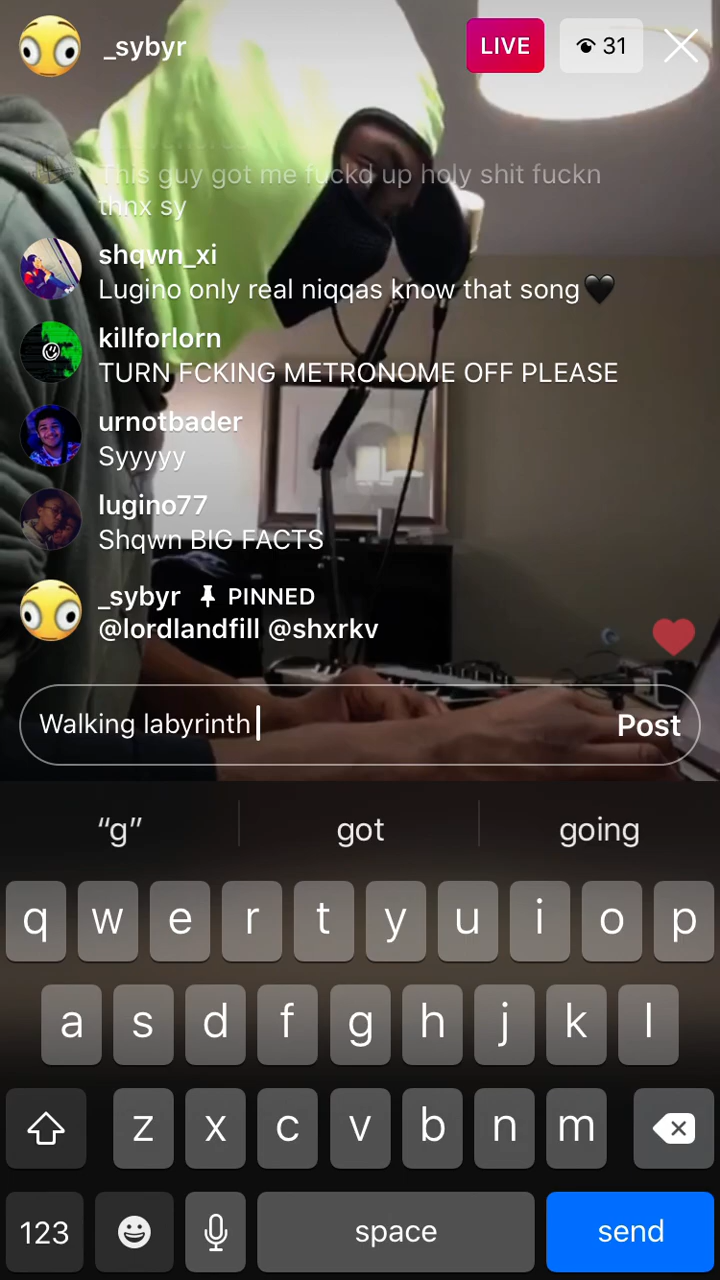 _sybyr
LIVE
31
This guy got me fuckd up holy shit fuckn
thnx sy
shqwn_xi
Lugino only real niqqas know that song🖤
killforlorn
TURN FCKING METRONOME OFF PLEASE
urnotbader
Syyyyy
lugino77
Shqwn BIG FACTS
_sybyr PINNED
@lordlandfill @shxrkv
Walking labyrinth
Post
“g” got going
q w e r t y u i o p
a s d f g h j k l
z x c v b n m
123 space send